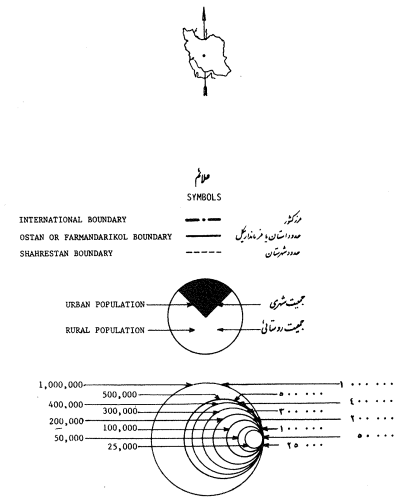 علائم
SYMBOLS
INTERNATIONAL BOUNDARY مرز کشور
OSTAN OR FARMANDARIKOL BOUNDARY حدود استان یا فرمانداریکل
SHAHRESTAN BOUNDARY حدود شهرستان
URBAN POPULATION جمعیت شهری
RURAL POPULATION جمعیت روستائی
1,000,000 ۱۰۰۰۰۰۰
500,000 ۵۰۰۰۰۰
400,000 ۴۰۰۰۰۰
300,000 ۳۰۰۰۰۰
200,000 ۲۰۰۰۰۰
100,000 ۱۰۰۰۰۰
50,000 ۵۰۰۰۰
25,000 ۲۵۰۰۰